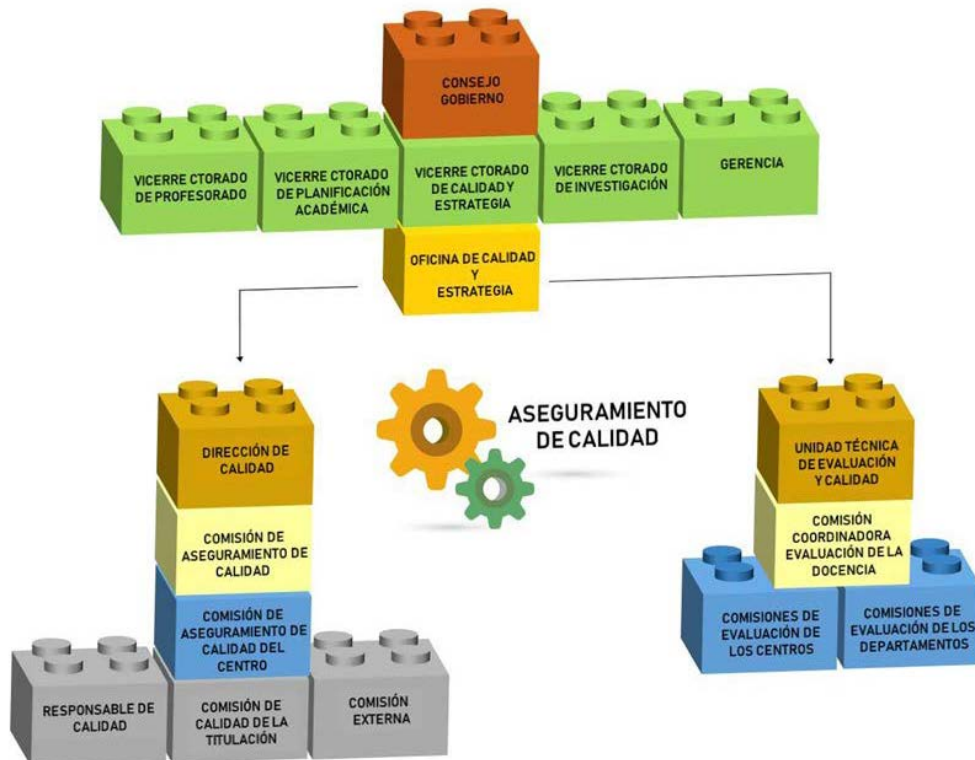 CONSEJO
GOBIERNO
VICERRE CTORADO
DE PROFESORADO
VICERRE CTORADO
DE PLANIFICACIÓN
ACADÉMICA
VICERRE CTORADO
DE CALIDAD Y
ESTRATEGIA
VICERRE CTORADO
DE INVESTIGACIÓN
GERENCIA
OFICINA DE CALIDAD
Y
ESTRATEGIA
ASEGURAMIENTO
DE CALIDAD
DIRECCIÓN DE
CALIDAD
COMISIÓN DE
ASEGURAMIENTO DE
CALIDAD
COMISIÓN DE
ASEGURAMIENTO DE
CALIDAD DEL
CENTRO
RESPONSABLE DE
CALIDAD
COMISIÓN DE
CALIDAD DE LA
TITULACIÓN
COMISIÓN
EXTERNA
UNIDAD TÉCNICA
DE EVALUACIÓN
Y CALIDAD
COMISIÓN
COORDINADORA
EVALUACIÓN DE LA
DOCENCIA
COMISIONES DE
EVALUACIÓN DE
LOS CENTROS
COMISIONES DE
EVALUACIÓN DE LOS
DEPARTAMENTOS